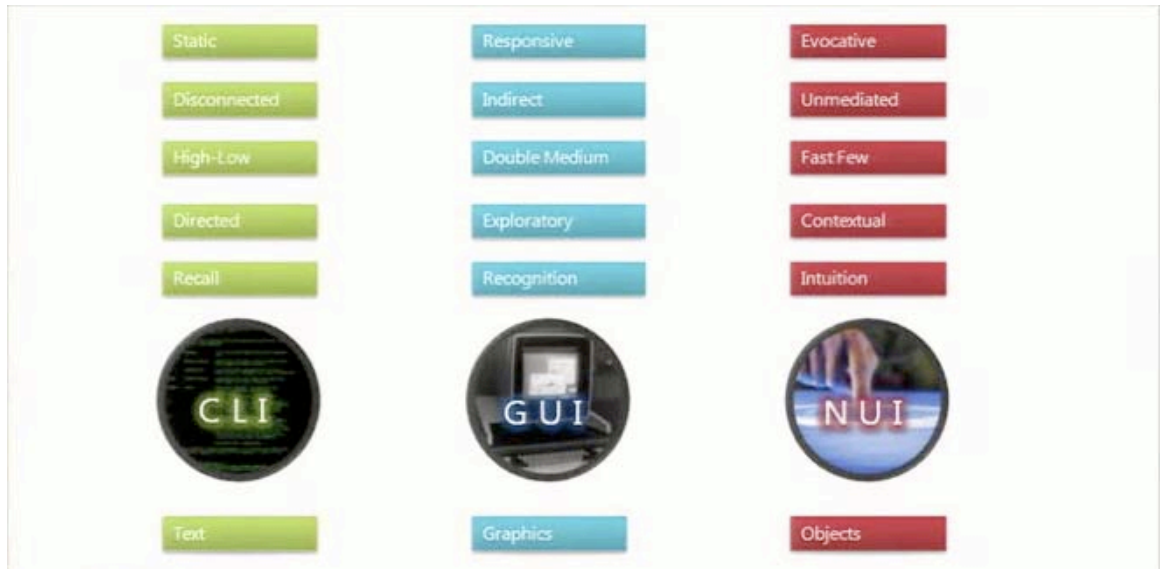 Static Responsive Evocative
Disconnected Indirect Unmediated
High-Low Double Medium Fast Few
Directed Exploratory Contextual
Recall Recognition Intuition
CLI GUI NUI
Text Graphics Objects